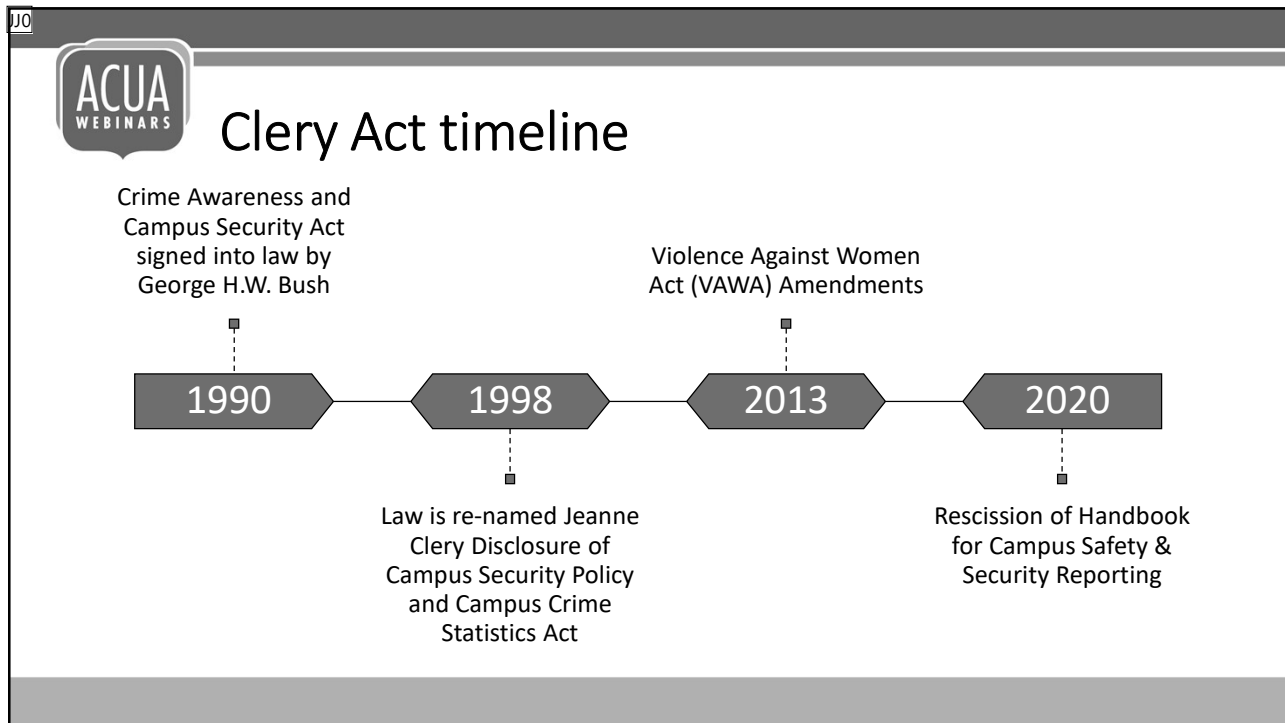 JJ0
ACUA
WEBINARS
Clery Act timeline
Crime Awareness and
Campus Security Act
signed into law by
George H.W. Bush
Violence Against Women
Act (VAWA) Amendments
1990
1998
2013
2020
Law is re-named Jeanne
Clery Disclosure of
Campus Security Policy
and Campus Crime
Statistics Act
Rescission of Handbook
for Campus Safety &
Security Reporting